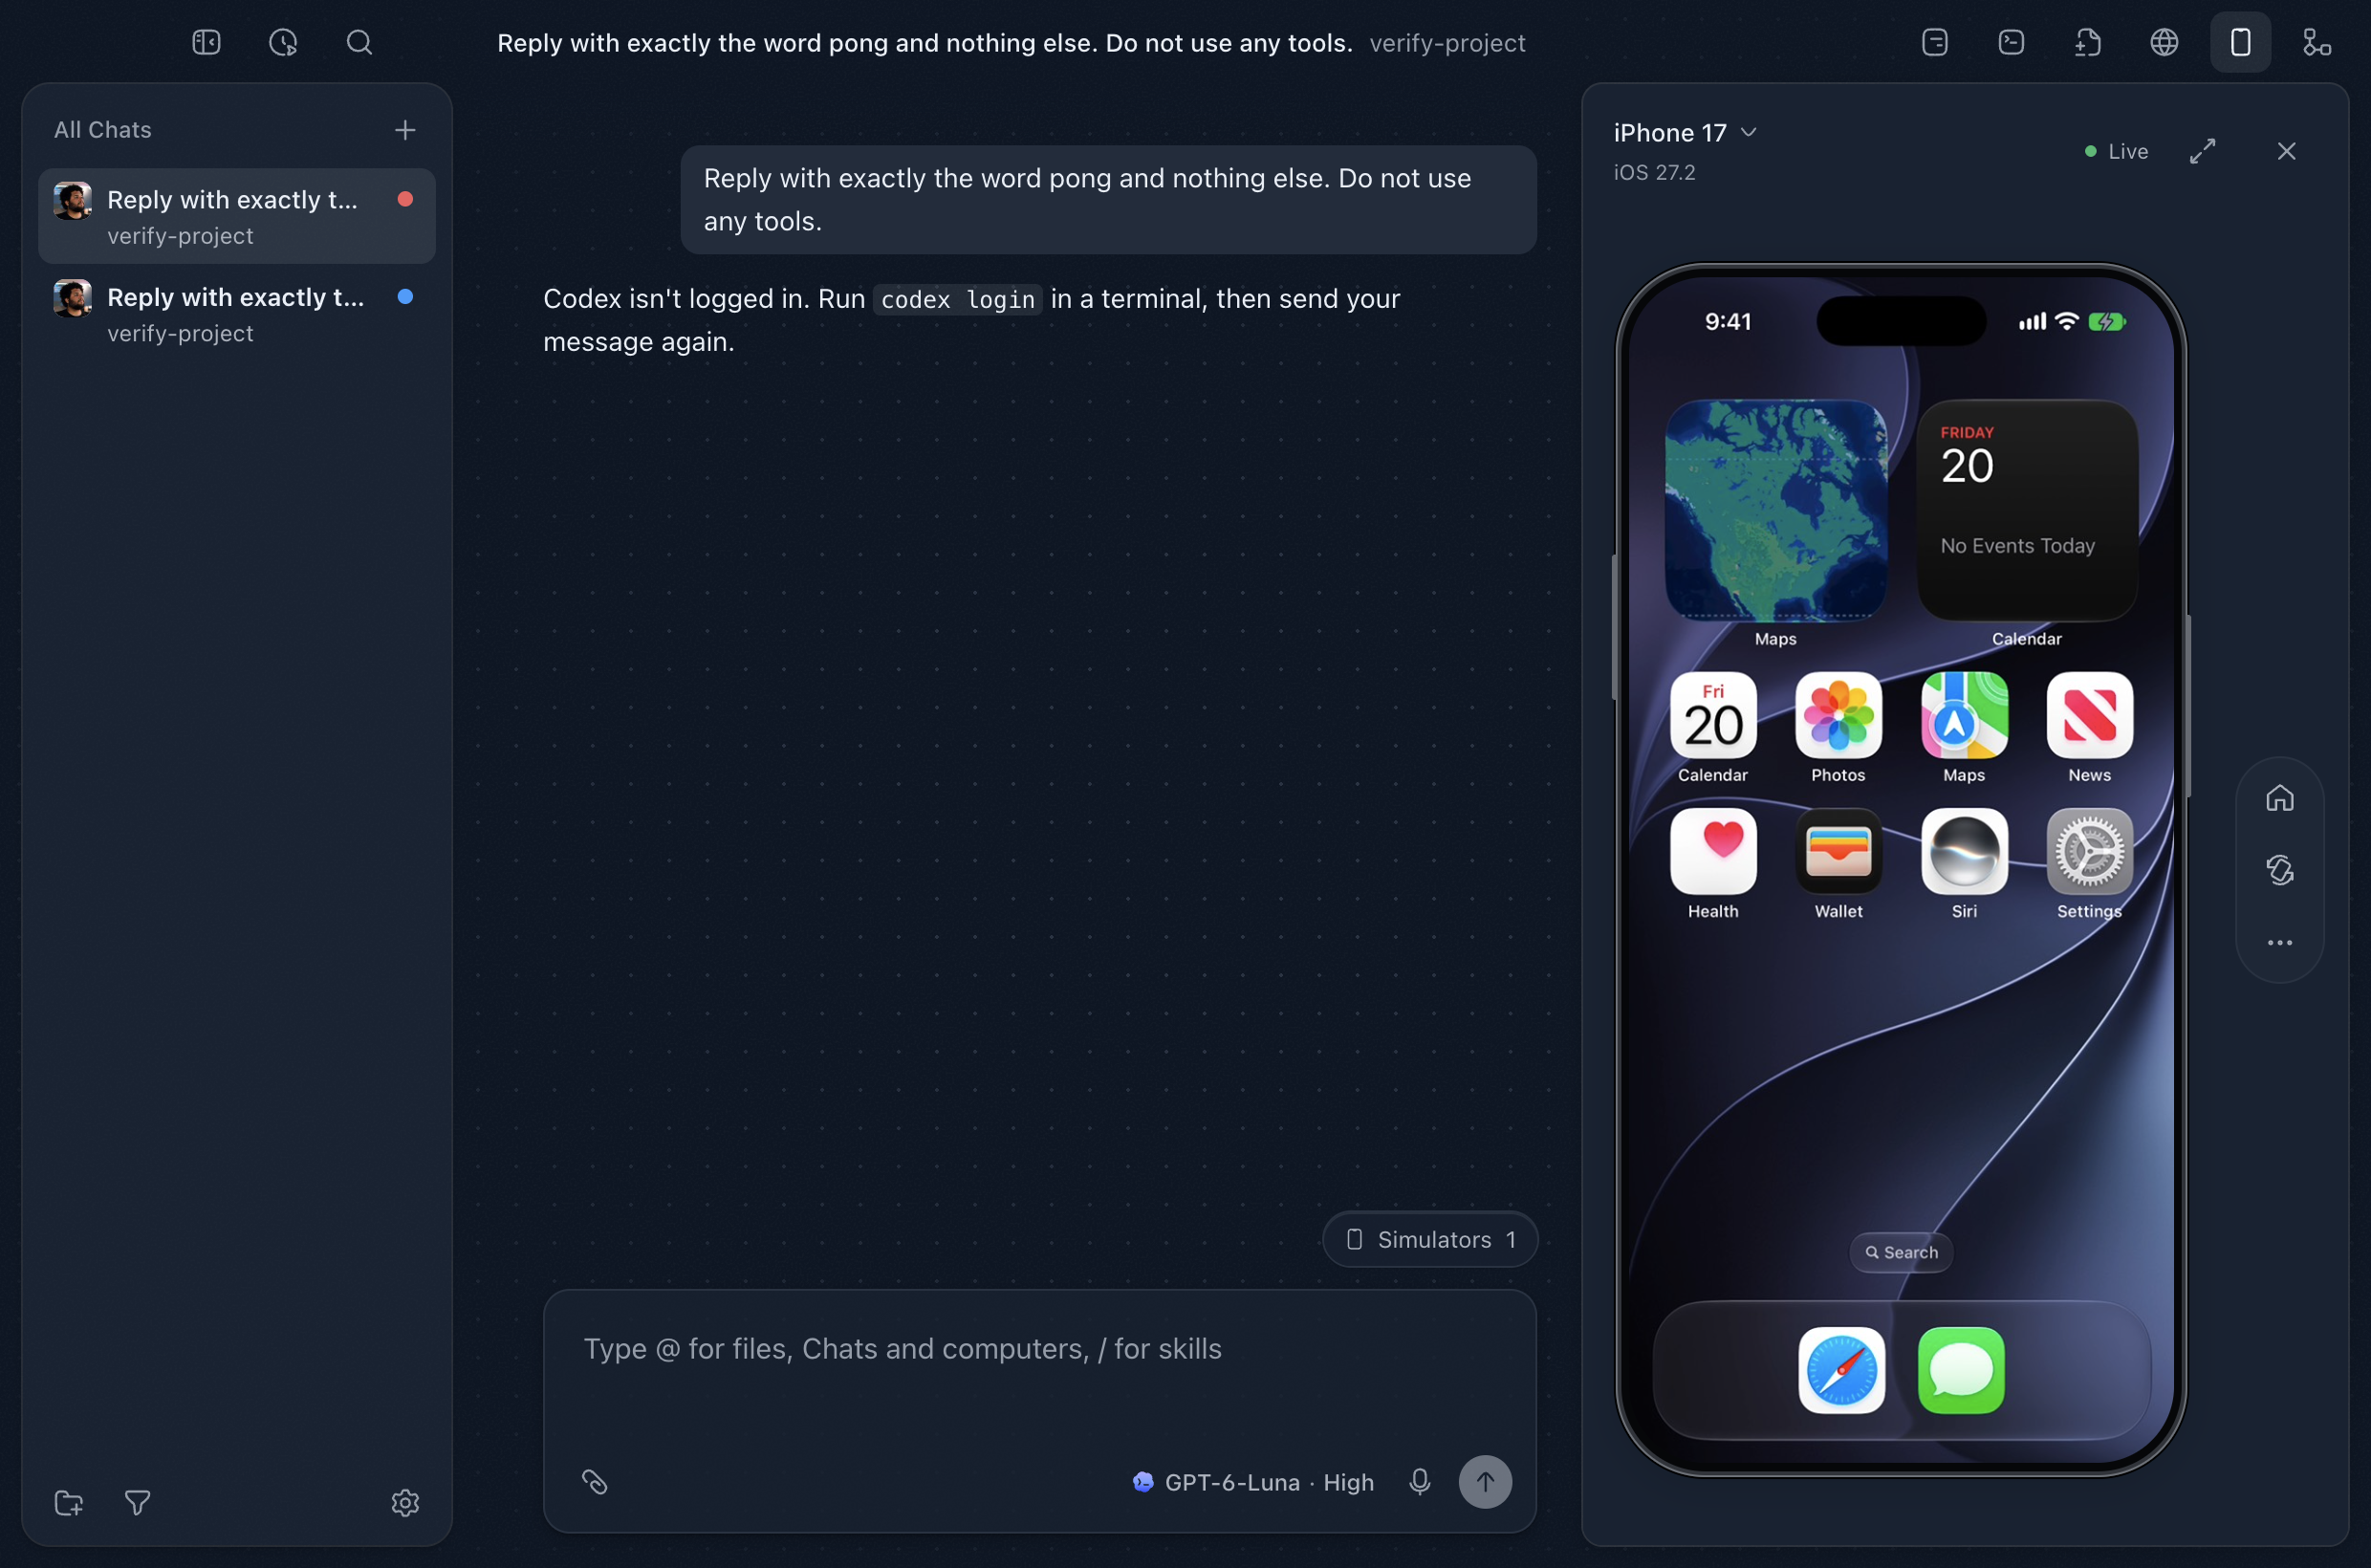 Reply with exactly the word pong and nothing else. Do not use any tools. verify-project
All Chats
Reply with exactly t...
verify-project
Reply with exactly t...
verify-project
Reply with exactly the word pong and nothing else. Do not use
any tools.
Codex isn't logged in. Run codex login in a terminal, then send your
message again.
Simulators 1
Type @ for files, Chats and computers, / for skills
GPT-6-Luna · High
iPhone 17
iOS 27.2
Live
9:41
FRIDAY
20
No Events Today
Maps
Calendar
Fri
20
Calendar
Photos
Maps
News
Health
Wallet
Siri
Settings
Search